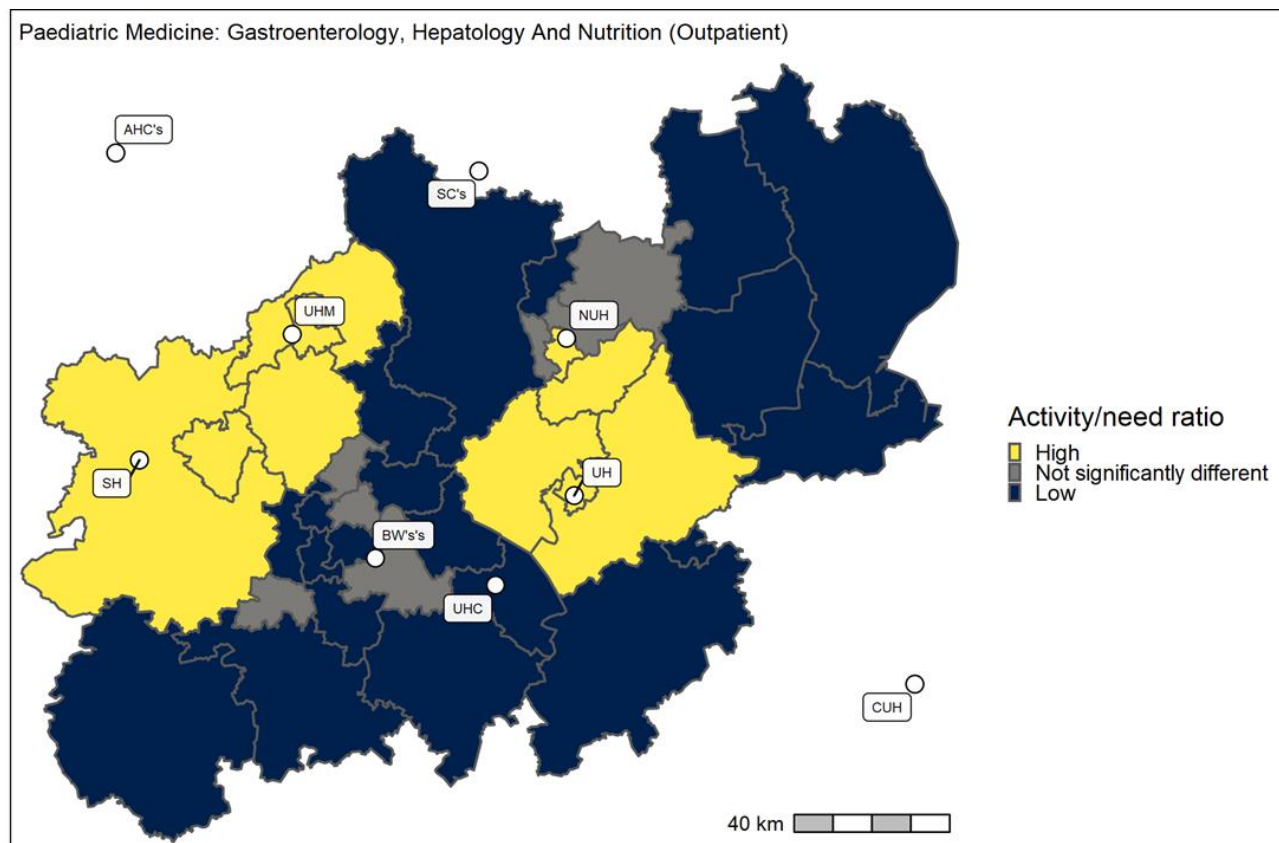 Paediatric Medicine: Gastroenterology, Hepatology And Nutrition (Outpatient)
AHC's
SC's
UHM
NUH
Activity/need ratio
High
Not significantly different
Low
SH
UH
BW's's
UHC
CUH
40 km